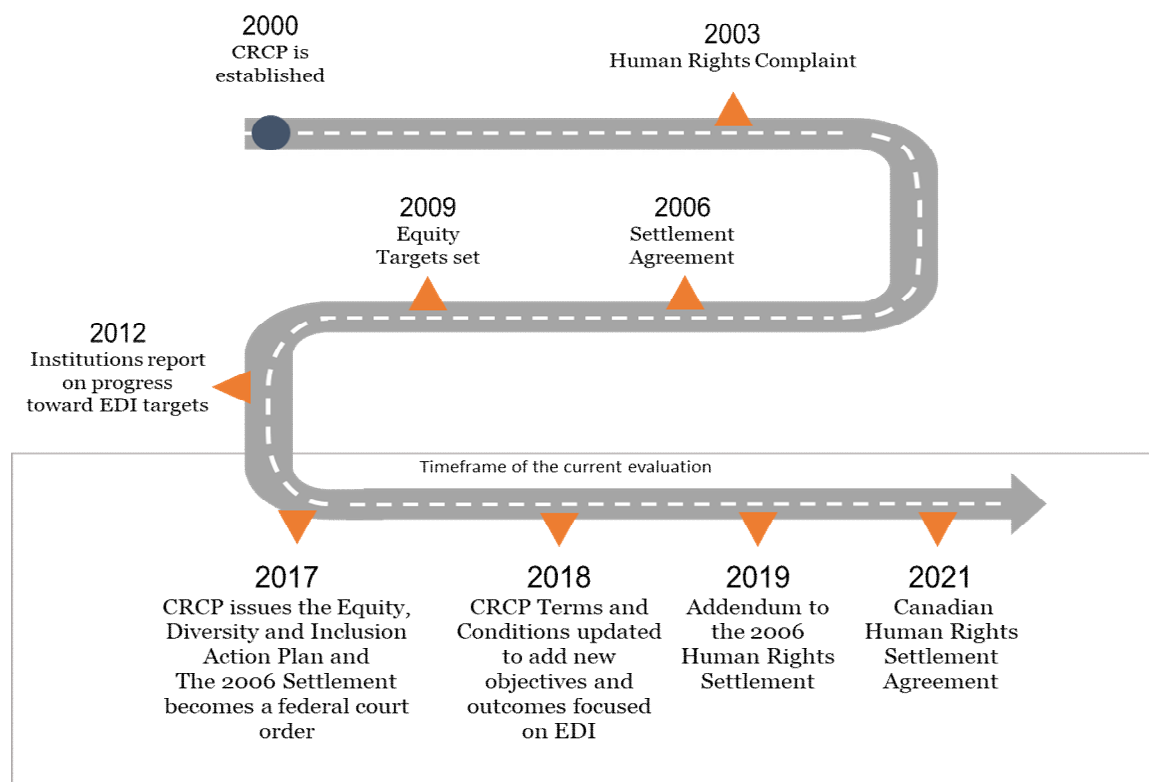 2000
CRCP is
established
2003
Human Rights Complaint
2009
Equity
Targets set
2006
Settlement
Agreement
2012
Institutions report
on progress
toward EDI targets
Timeframe of the current evaluation
2017
CRCP issues the Equity,
Diversity and Inclusion
Action Plan and
The 2006 Settlement
becomes a federal court
order
2018
CRCP Terms and
Conditions updated
to add new
objectives and
outcomes focused
on EDI
2019
Addendum to
the 2006
Human Rights
Settlement
2021
Canadian
Human Rights
Settlement
Agreement